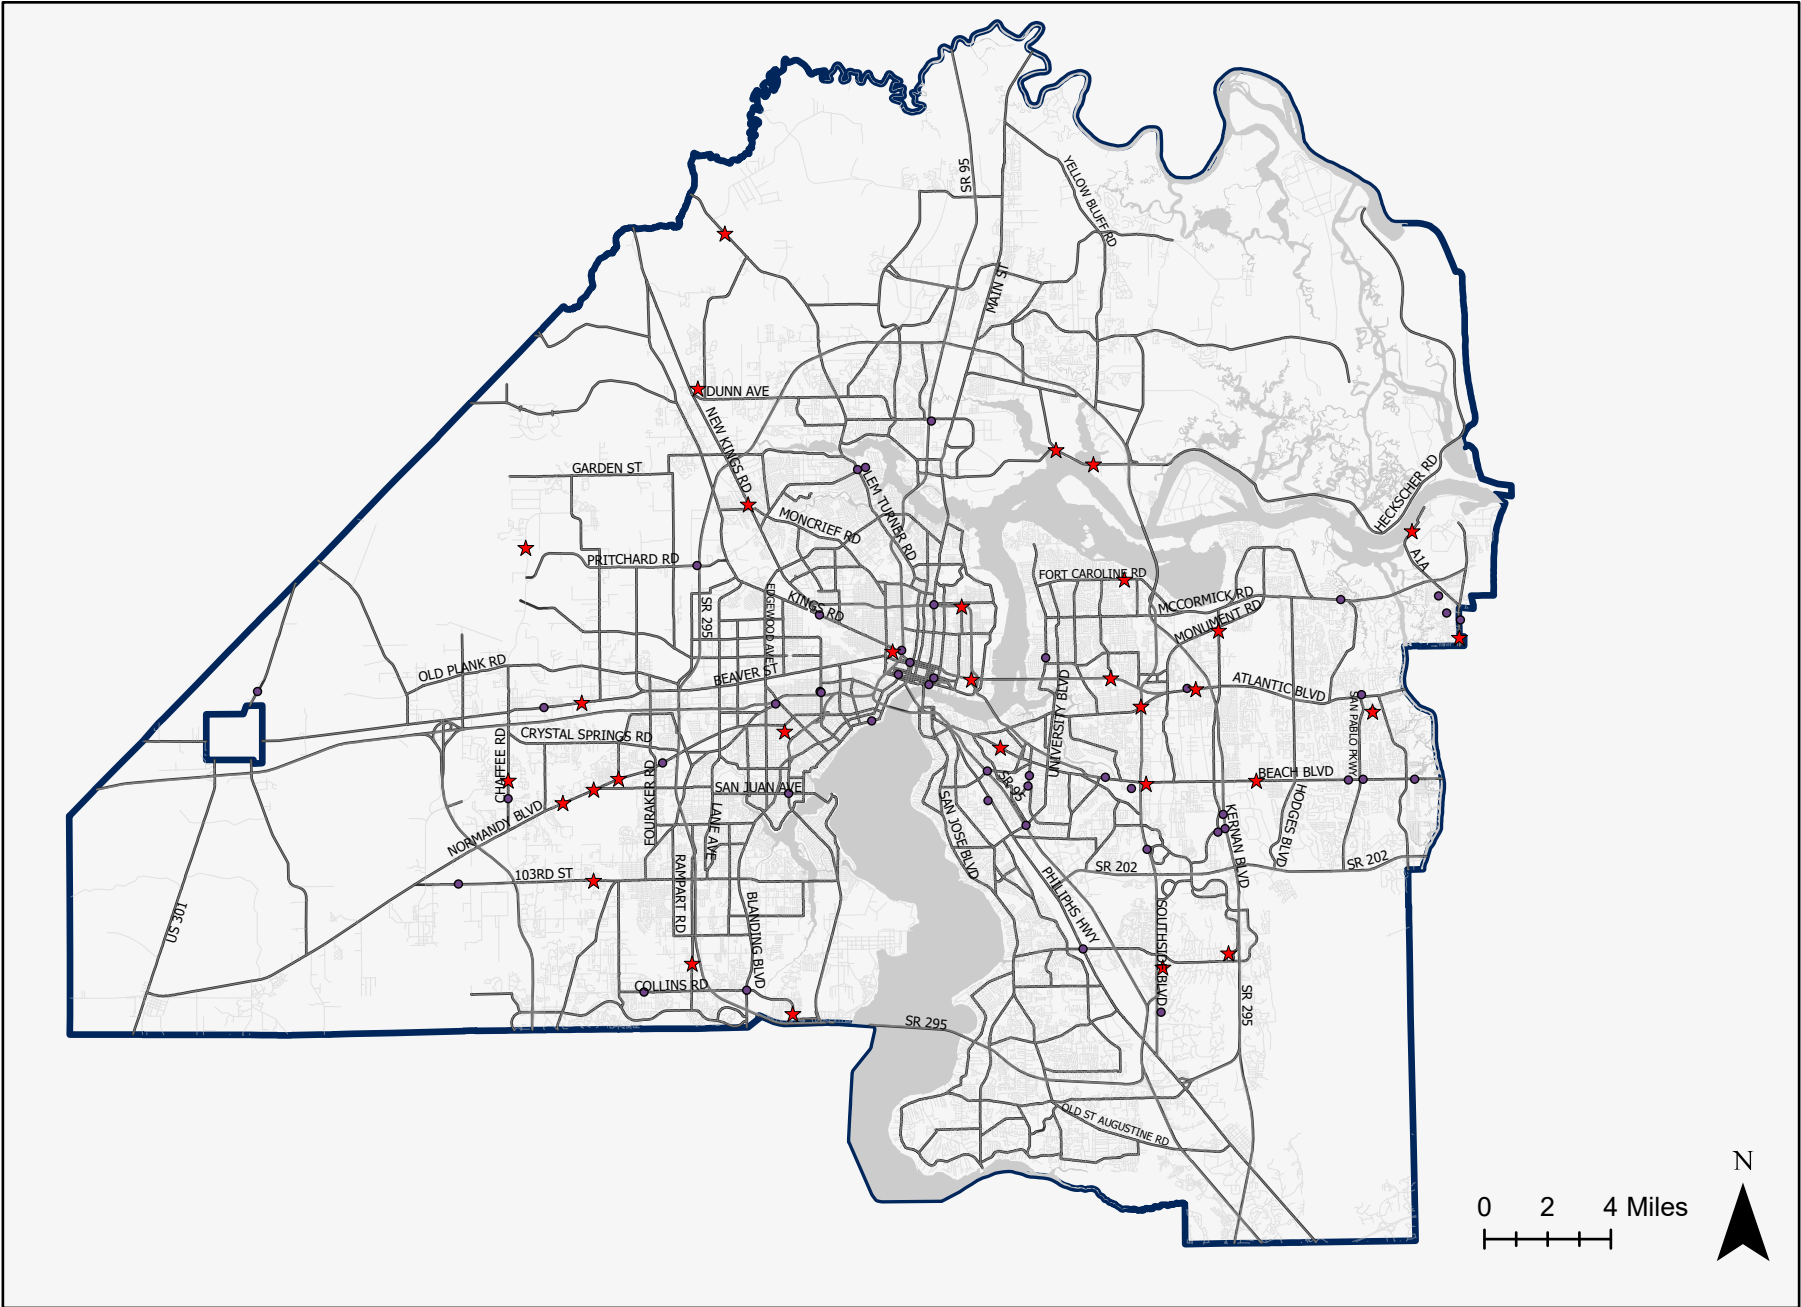 SR 95
YELLOW BLUFF RD
MAIN ST
DUNN AVE
NEW KINGS RD
GARDEN ST
LEM TURNER RD
HECKSCHER RD
MONCRIEF RD
A1A
PRITCHARD RD
FORT CAROLINE RD
SR 295
EDGEWOOD AVE
KINGS RD
MCCORMICK RD
MONUMENT RD
OLD PLANK RD
BEAVER ST
ATLANTIC BLVD
UNIVERSITY BLVD
SAN PABLO PKWY
CRYSTAL SPRINGS RD
CHAFFEE RD
FOURAKER RD
SAN JUAN AVE
SR 95
BEACH BLVD
NORMANDY BLVD
LANE AVE
SAN JOSE BLVD
KERNAN BLVD
HODGES BLVD
103RD ST
RAMPART RD
SR 202
SR 202
US 301
BLANDING BLVD
PHILIPHS HWY
SOUTHSIDE BLVD
COLLINS RD
SR 295
SR 295
OLD ST AUGUSTINE RD
N
0 2 4 Miles